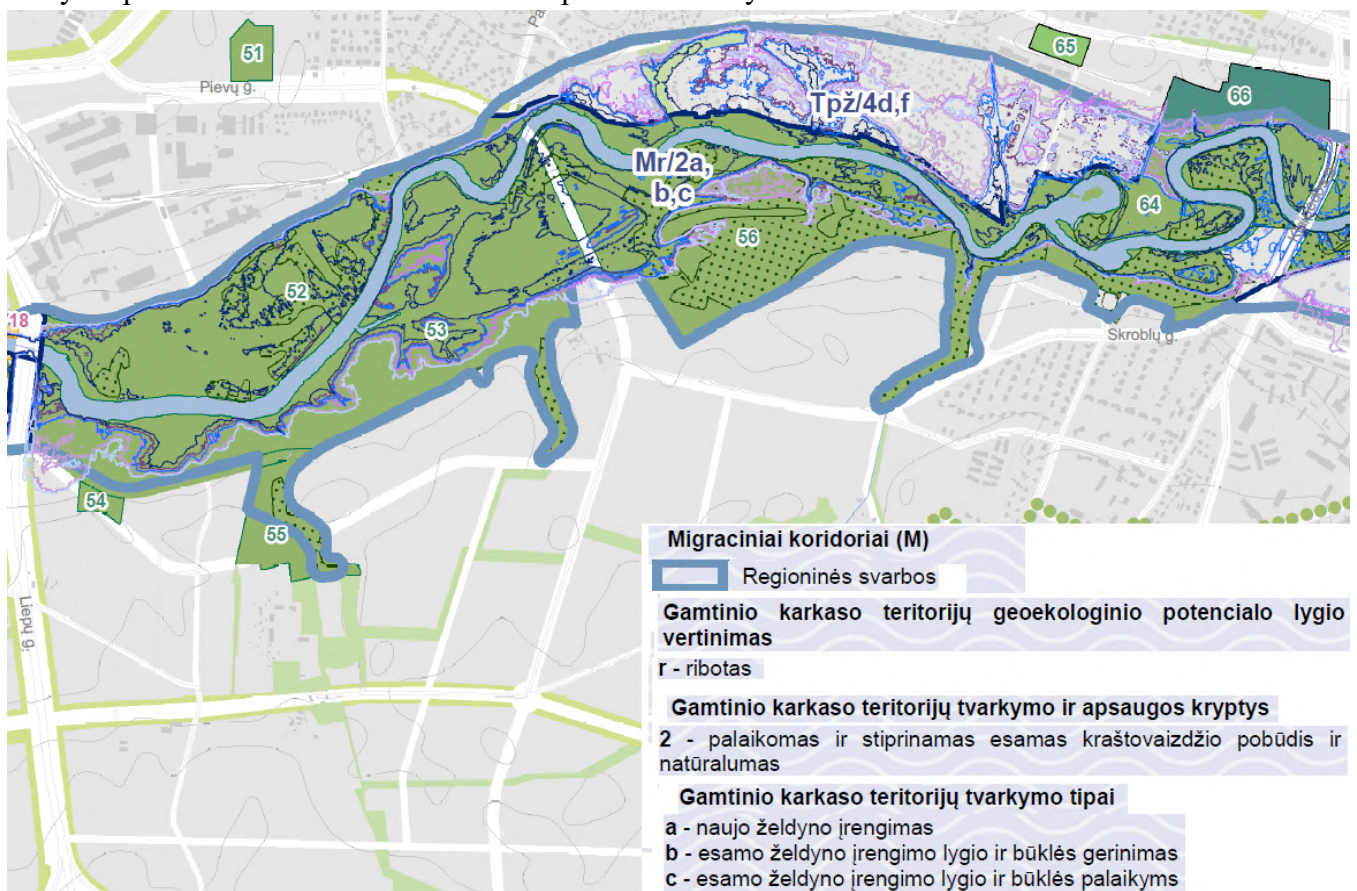 51
Pievų g.
65
66
Tpž/4d,f
Mr/2a,
b,c
64
56
52
53
18
Skroblų g.
54
55
Liepų g.
Migraciniai koridoriai (M)
Regioninės svarbos
Gamtinio karkaso teritorijų geoekologinio potencialo lygio
vertinimas
r - ribotas
Gamtinio karkaso teritorijų tvarkymo ir apsaugos kryptys
2 - palaikomas ir stiprinamas esamas kraštovaizdžio pobūdis ir
natūralumas
Gamtinio karkaso teritorijų tvarkymo tipai
a - naujo želdyno įrengimas
b - esamo želdyno įrengimo lygio ir būklės gerinimas
c - esamo želdyno įrengimo lygio ir būklės palaikyms